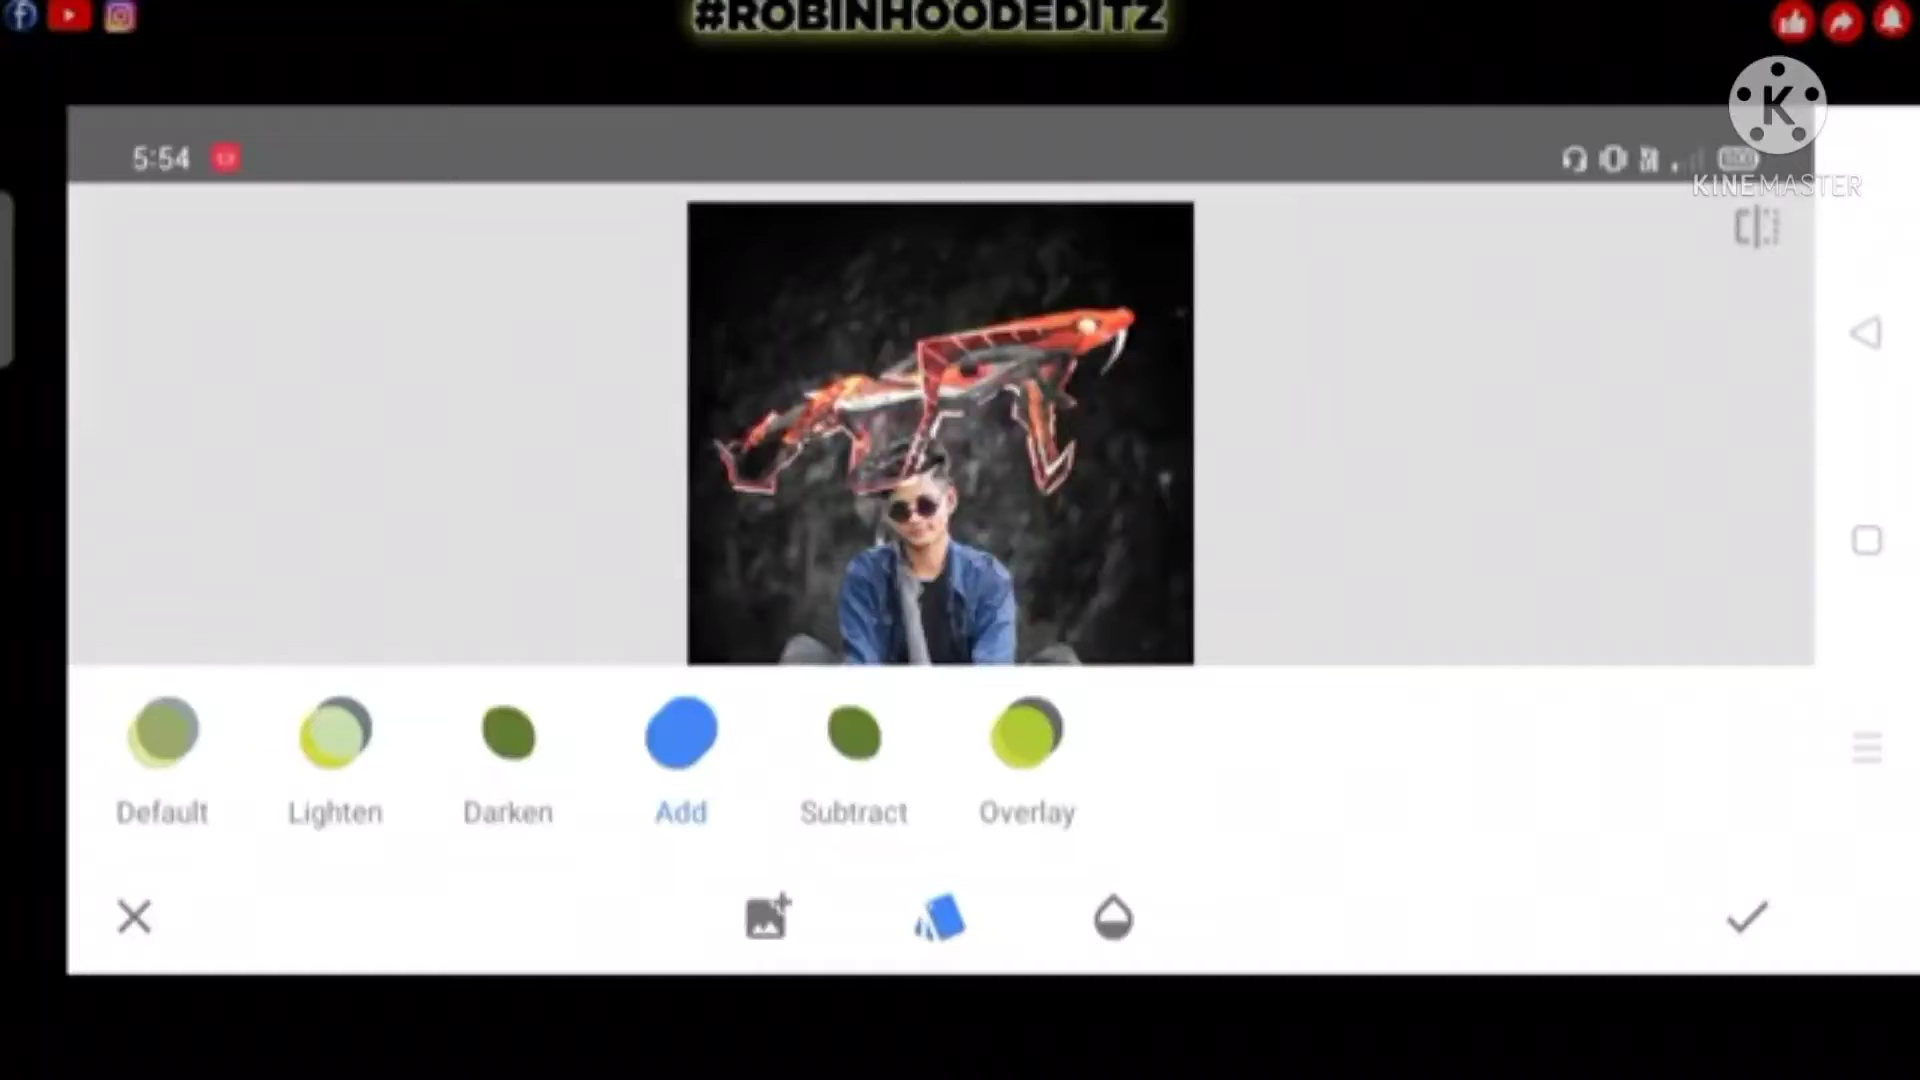 #ROBINHOODEDITZ
5:54
K
KINEMASTER
Default Lighten Darken Add Subtract Overlay